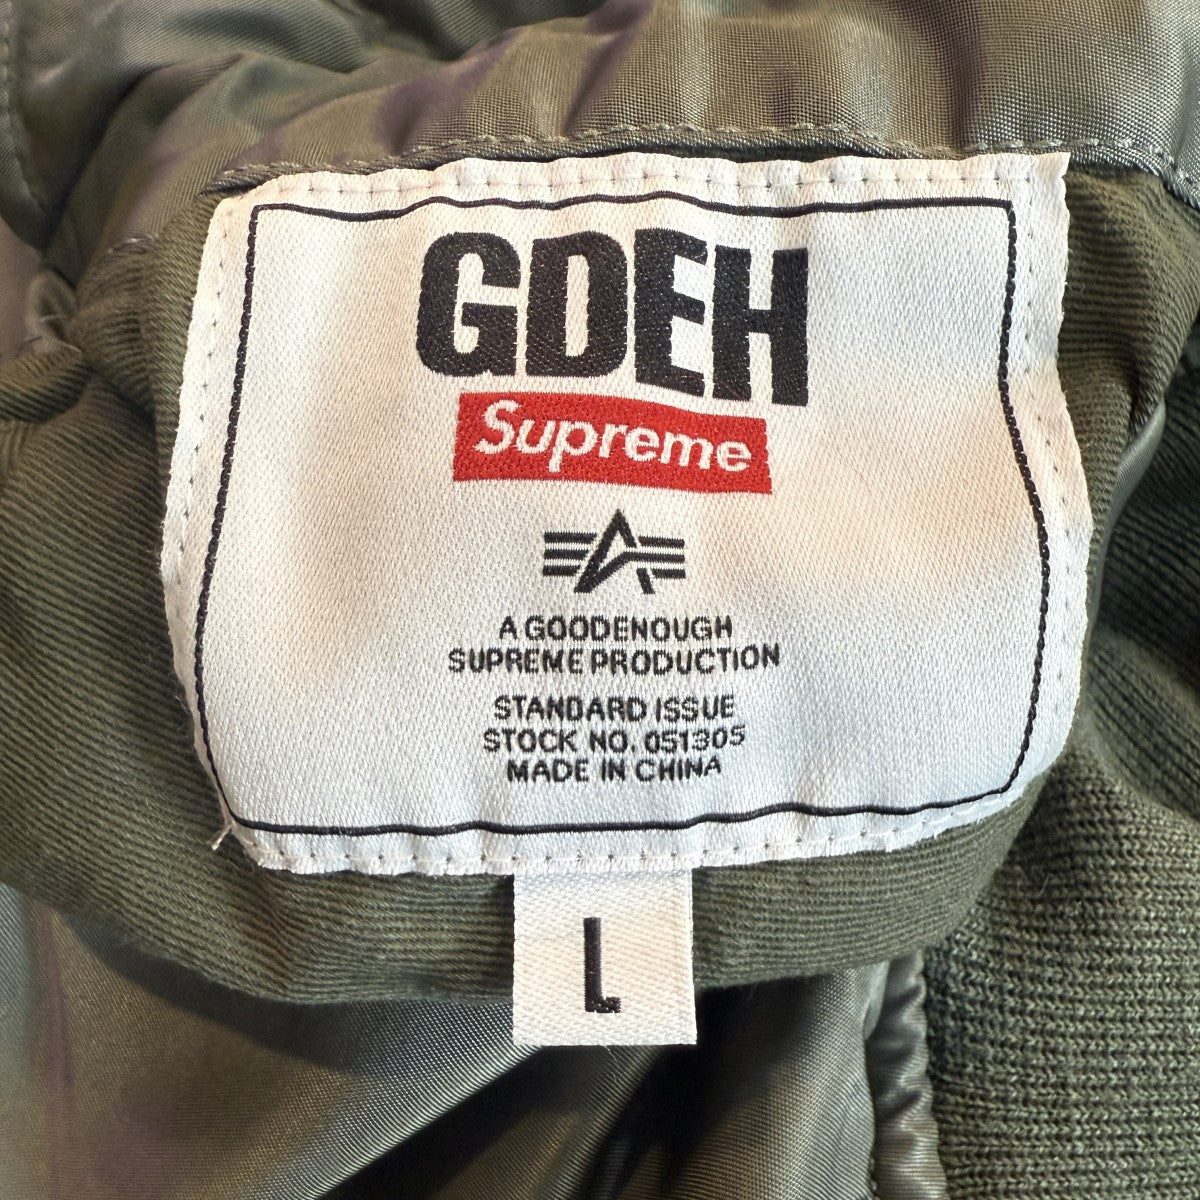 GDEH
Supreme
A GOODENOUGH
SUPREME PRODUCTION
STANDARD ISSUE
STOCK NO. 051305
MADE IN CHINA
L